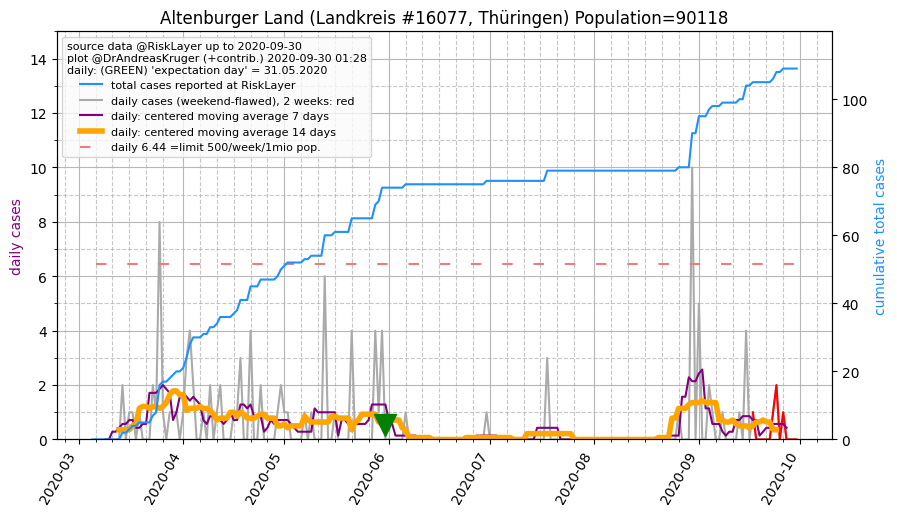 Altenburger Land (Landkreis #16077, Thüringen) Population=90118
source data @RiskLayer up to 2020-09-30
plot @DrAndreasKruger (+contrib.) 2020-09-30 01:28
daily: (GREEN) 'expectation day' = 31.05.2020
total cases reported at RiskLayer
daily cases (weekend-flawed), 2 weeks: red
daily: centered moving average 7 days
daily: centered moving average 14 days
daily 6.44 =limit 500/week/1mio pop.
daily cases
14
12
10
8
6
4
2
0
cumulative total cases
100
80
60
40
20
0
2020-03
2020-04
2020-05
2020-06
2020-07
2020-08
2020-09
2020-10